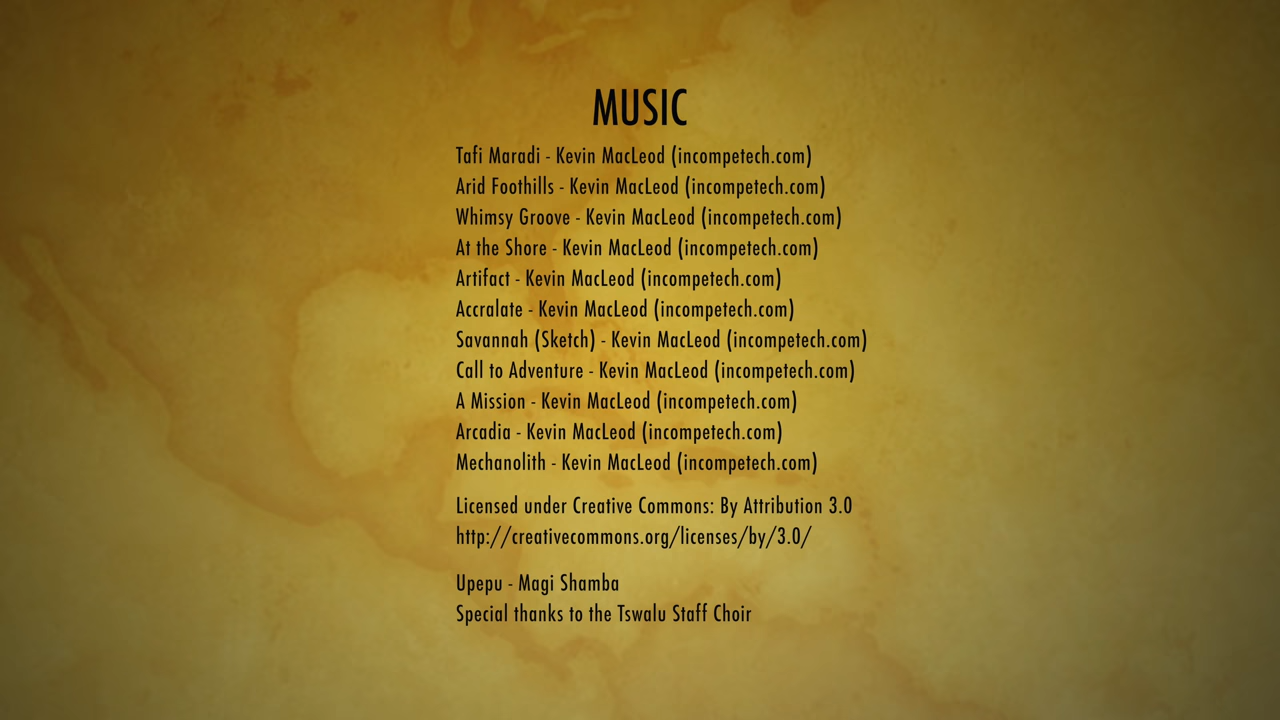 MUSIC
Tafi Maradi - Kevin MacLeod (incompetech.com)
Arid Foothills - Kevin MacLeod (incompetech.com)
Whimsy Groove - Kevin MacLeod (incompetech.com)
At the Shore - Kevin MacLeod (incompetech.com)
Artifact - Kevin MacLeod (incompetech.com)
Accralate - Kevin MacLeod (incompetech.com)
Savannah (Sketch) - Kevin MacLeod (incompetech.com)
Call to Adventure - Kevin MacLeod (incompetech.com)
A Mission - Kevin MacLeod (incompetech.com)
Arcadia - Kevin MacLeod (incompetech.com)
Mechanolith - Kevin MacLeod (incompetech.com)
Licensed under Creative Commons: By Attribution 3.0
http://creativecommons.org/licenses/by/3.0/
Upepu - Magi Shamba
Special thanks to the Tswalu Staff Choir